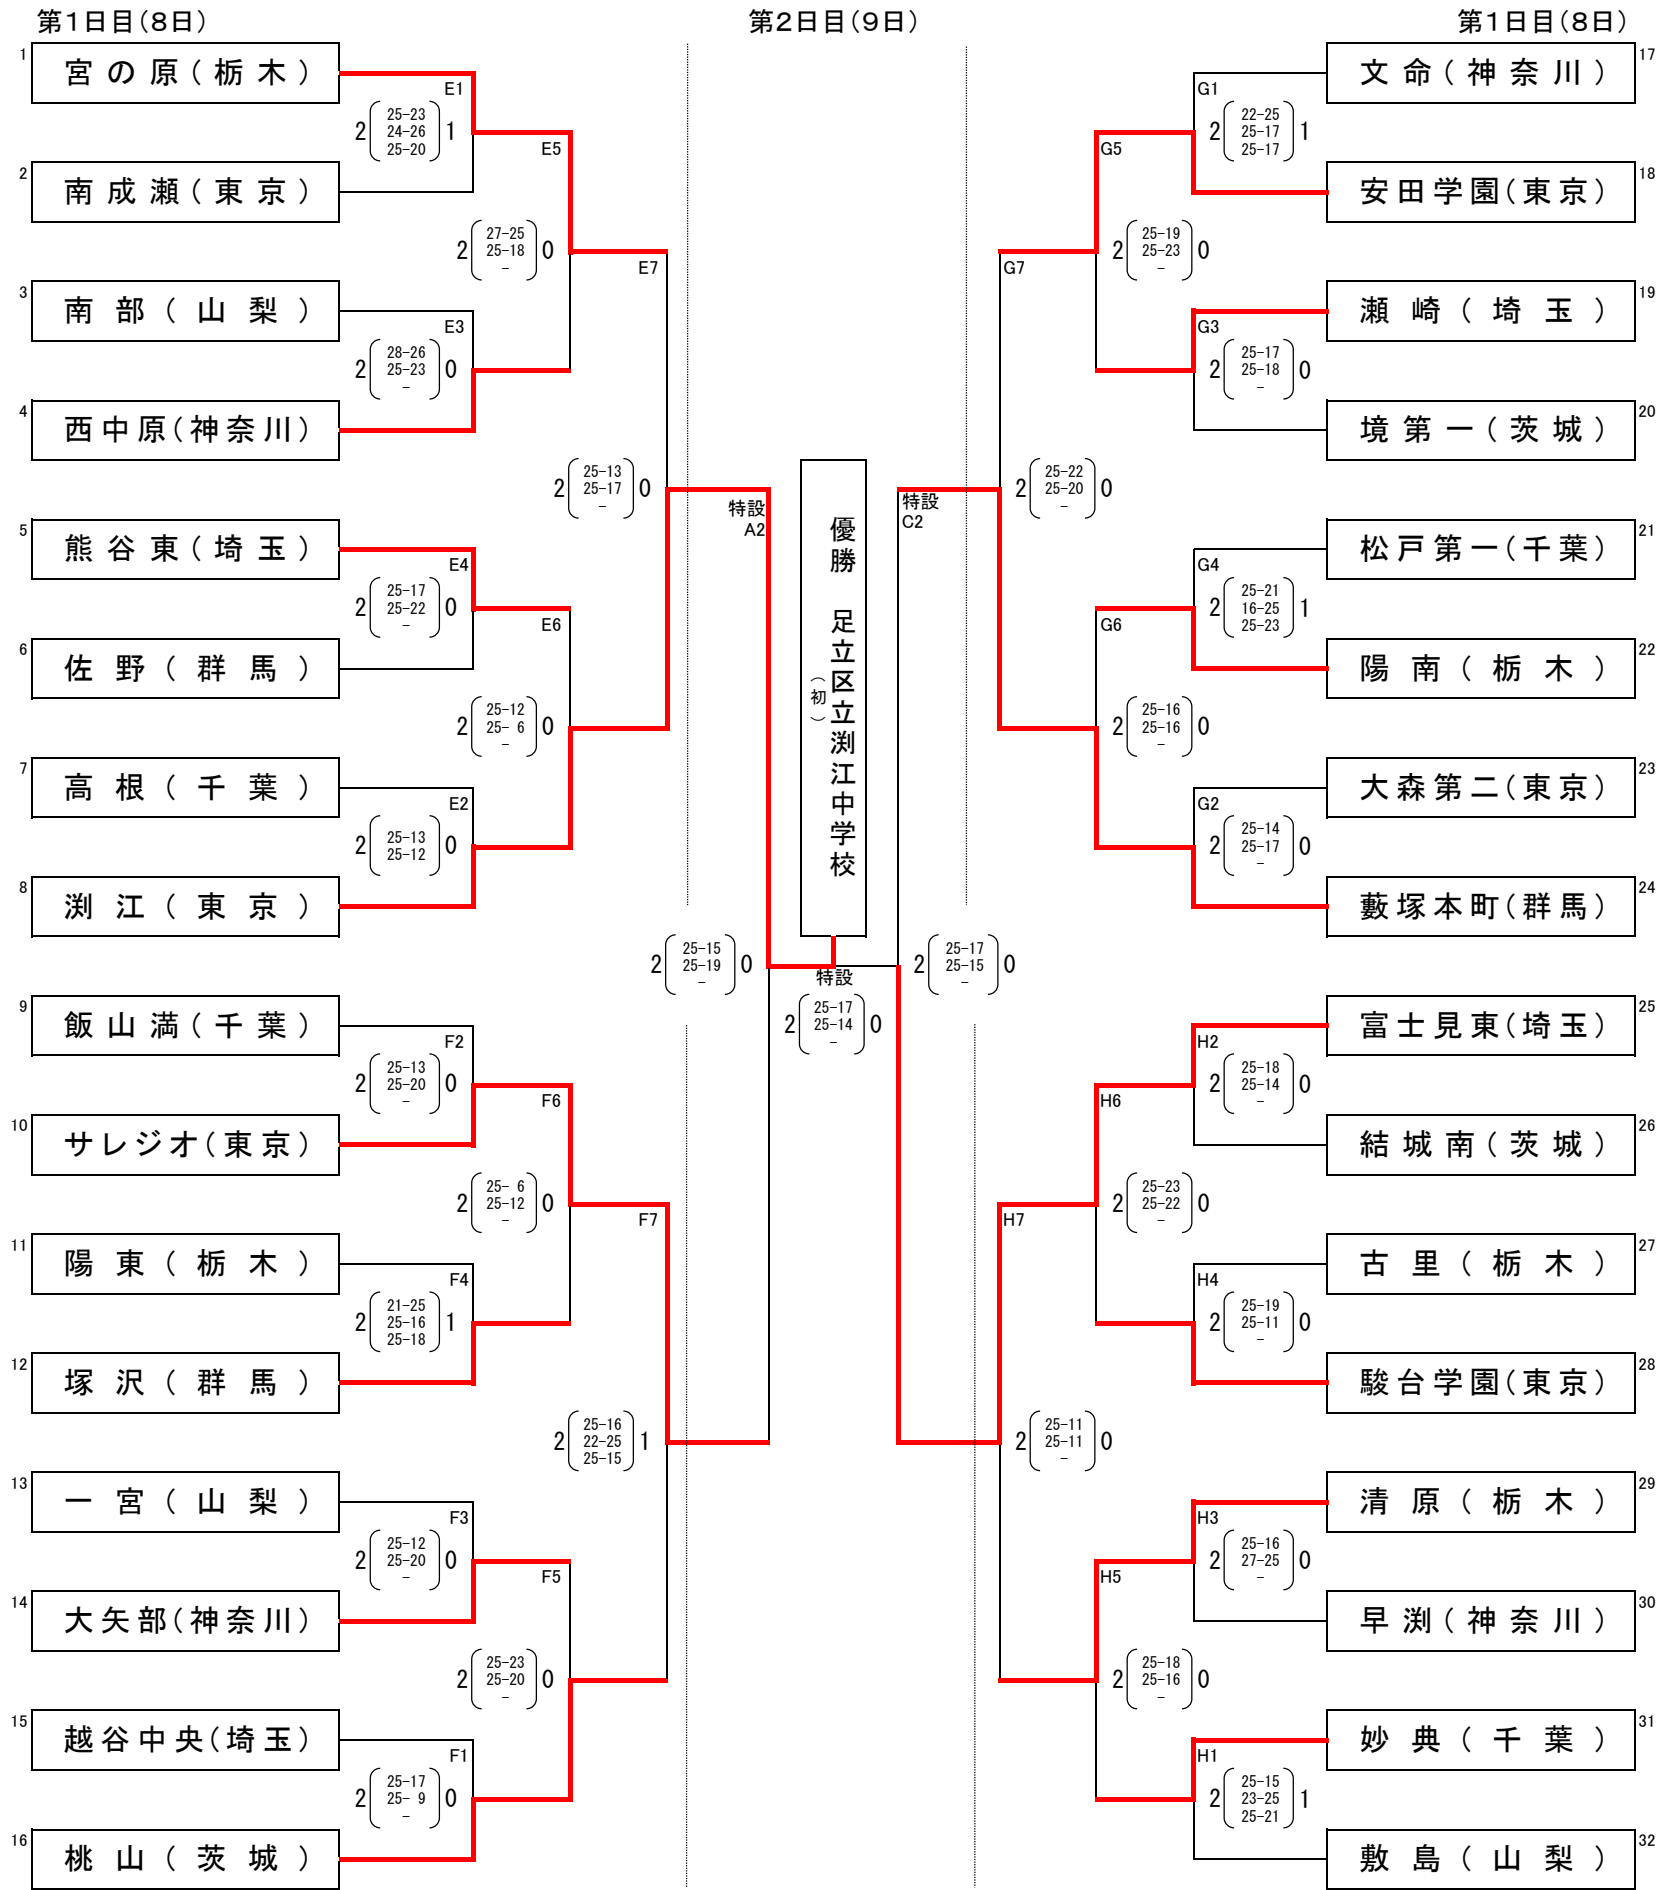 第1日目(8日)
第2日目(9日)
第1日目(8日)
1 宮の原(栃木)
E1
2 25-23 1
24-26
25-20
2 南成瀬(東京)
E5
2 27-25 0
25-18
-
3 南部(山梨)
E3
2 28-26 0
25-23
-
4 西中原(神奈川)
E7
2 25-13 0
25-17
-
5 熊谷東(埼玉)
E4
2 25-17 0
25-22
-
6 佐野(群馬)
E6
2 25-12 0
25- 6
-
7 高根(千葉)
E2
2 25-13 0
25-12
8 渕江(東京)
特設
A2
2 25-15 0
25-19
-
9 飯山満(千葉)
F2
2 25-13 0
25-20
-
10 サレジオ(東京)
F6
2 25- 6 0
25-12
-
11 陽東(栃木)
F4
2 21-25 1
25-16
25-18
12 塚沢(群馬)
F7
2 25-16 1
22-25
25-15
13 一宮(山梨)
F3
2 25-12 0
25-20
-
14 大矢部(神奈川)
F5
2 25-23 0
25-20
-
15 越谷中央(埼玉)
F1
2 25-17 0
25- 9
-
16 桃山(茨城)
優勝 足立区立渕江中学校
(初)
特設
2 25-17 0
25-14
-
17 文命(神奈川)
G1
2 22-25 1
25-17
25-17
18 安田学園(東京)
G5
2 25-19 0
25-23
-
19 瀬崎(埼玉)
G3
2 25-17 0
25-18
-
20 境第一(茨城)
G7
2 25-22 0
25-20
-
21 松戸第一(千葉)
G4
2 25-21 1
16-25
25-23
22 陽南(栃木)
G6
2 25-16 0
25-16
-
23 大森第二(東京)
G2
2 25-14 0
25-17
-
24 藪塚本町(群馬)
特設
C2
2 25-17 0
25-15
-
25 富士見東(埼玉)
H2
2 25-18 0
25-14
-
26 結城南(茨城)
H6
2 25-23 0
25-22
-
27 古里(栃木)
H4
2 25-19 0
25-11
-
28 駿台学園(東京)
H7
2 25-11 0
25-11
-
29 清原(栃木)
H3
2 25-16 0
27-25
-
30 早渕(神奈川)
H5
2 25-18 0
25-16
-
31 妙典(千葉)
H1
2 25-15 1
23-25
25-21
32 敷島(山梨)